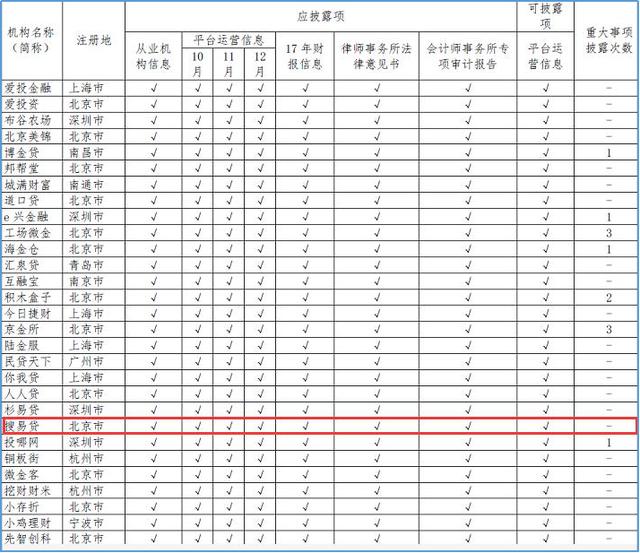 机构名称（简称） 注册地 应披露项 可披露项 重大事项披露次数
从业机构信息 平台运营信息 17年财报信息 律师事务所法律意见书 会计师事务所专项审计报告 平台运营信息
10月 11月 12月
爱投金融 上海市 √ √ √ √ √ √ √ √ -
爱投资 北京市 √ √ √ √ √ √ √ √ -
布谷农场 深圳市 √ √ √ √ √ √ √ √ -
北京美锦 北京市 √ √ √ √ √ √ √ √ -
博金贷 南昌市 √ √ √ √ √ √ √ √ 1
邦帮堂 北京市 √ √ √ √ √ √ √ √ -
城满财富 南通市 √ √ √ √ √ √ √ √ -
道口贷 北京市 √ √ √ √ √ √ √ √ -
e兴金融 深圳市 √ √ √ √ √ √ √ √ 1
工场微金 北京市 √ √ √ √ √ √ √ √ 3
海金仓 北京市 √ √ √ √ √ √ √ √ 1
汇泉贷 青岛市 √ √ √ √ √ √ √ √ -
互融宝 南京市 √ √ √ √ √ √ √ √ -
积木盒子 北京市 √ √ √ √ √ √ √ √ 2
今日捷财 上海市 √ √ √ √ √ √ √ √ -
京金所 北京市 √ √ √ √ √ √ √ √ 3
陆金服 上海市 √ √ √ √ √ √ √ √ -
民贷天下 广州市 √ √ √ √ √ √ √ √ -
你我贷 上海市 √ √ √ √ √ √ √ √ -
人人贷 北京市 √ √ √ √ √ √ √ √ -
杉易贷 深圳市 √ √ √ √ √ √ √ √ -
搜易贷 北京市 √ √ √ √ √ √ √ √ -
投哪网 深圳市 √ √ √ √ √ √ √ √ 1
铜板街 杭州市 √ √ √ √ √ √ √ √ -
微金客 北京市 √ √ √ √ √ √ √ √ -
挖财财米 杭州市 √ √ √ √ √ √ √ √ -
小存折 北京市 √ √ √ √ √ √ √ √ -
小鸡理财 宁波市 √ √ √ √ √ √ √ √ -
先智创科 北京市 √ √ √ √ √ √ √ √ -